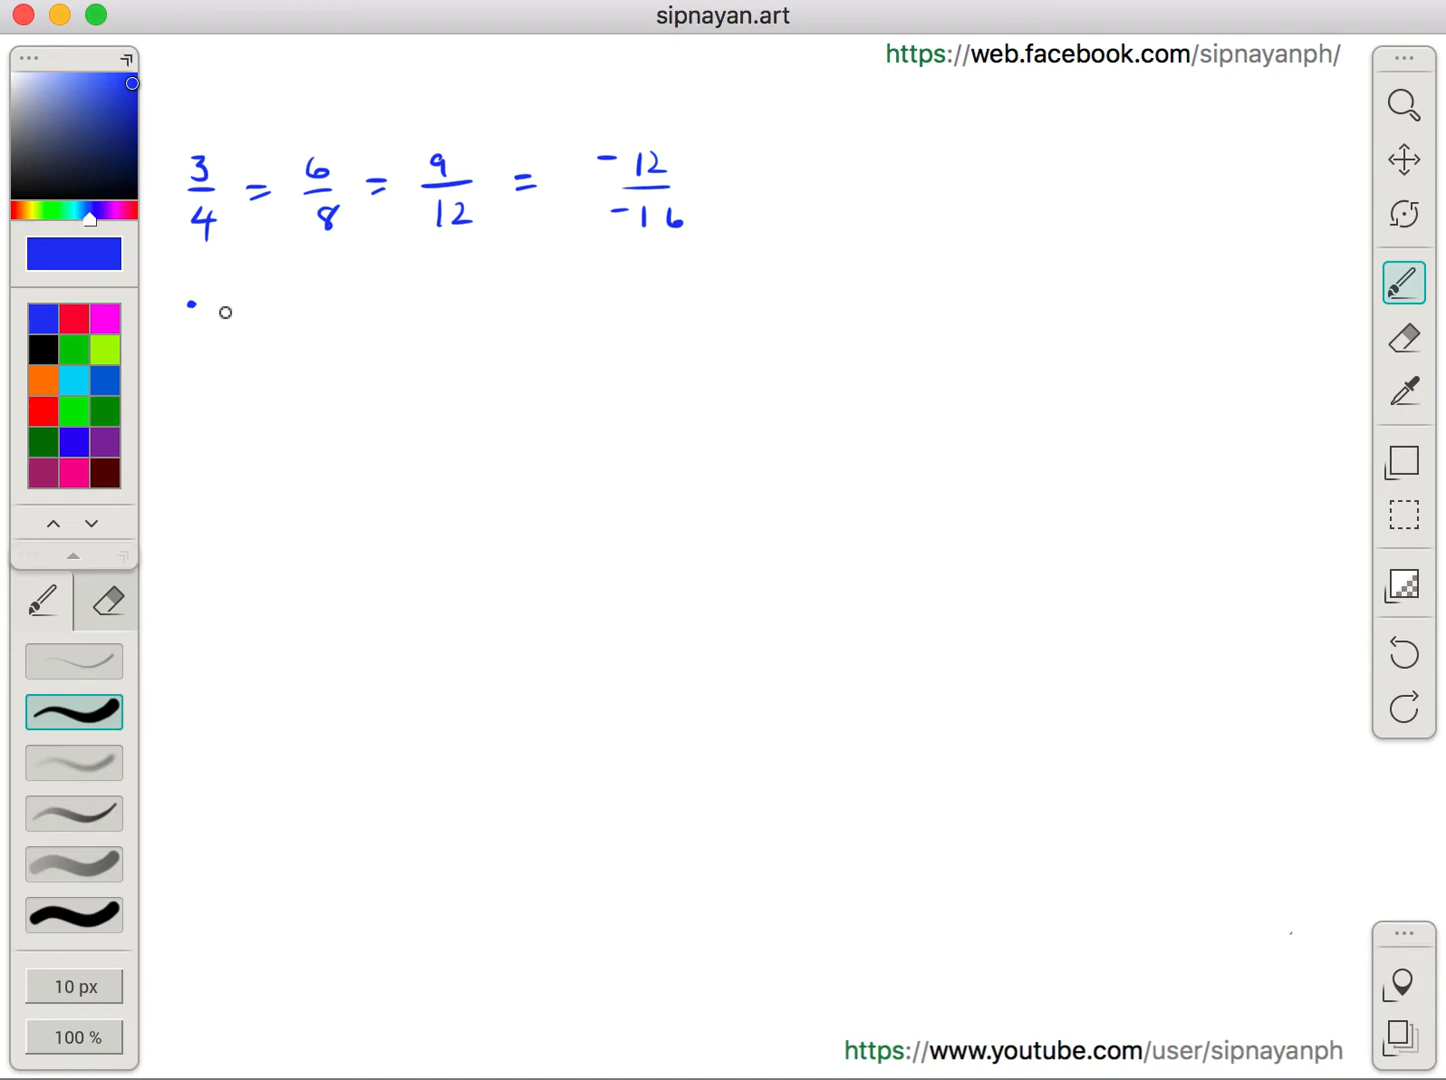 sipnayan.art
https://web.facebook.com/sipnayanph/
3/4 = 6/8 = 9/12 = -12/-16
10 px
100 %
https://www.youtube.com/user/sipnayanph